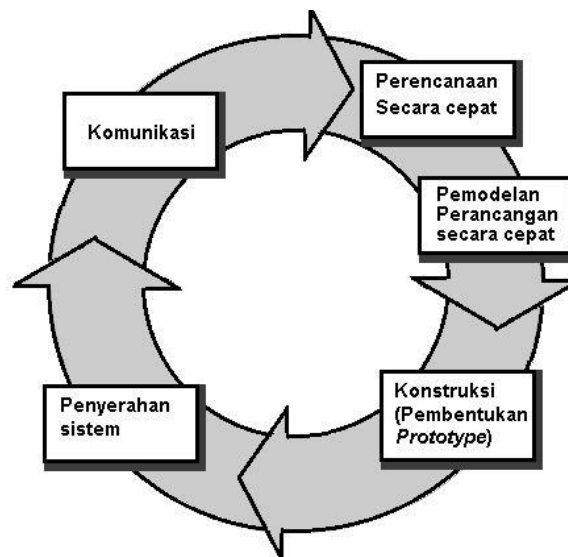 Komunikasi
Perencanaan
Secara cepat
Pemodelan
Perancangan
secara cepat
Konstruksi
(Pembentukan
Prototype)
Penyerahan
sistem